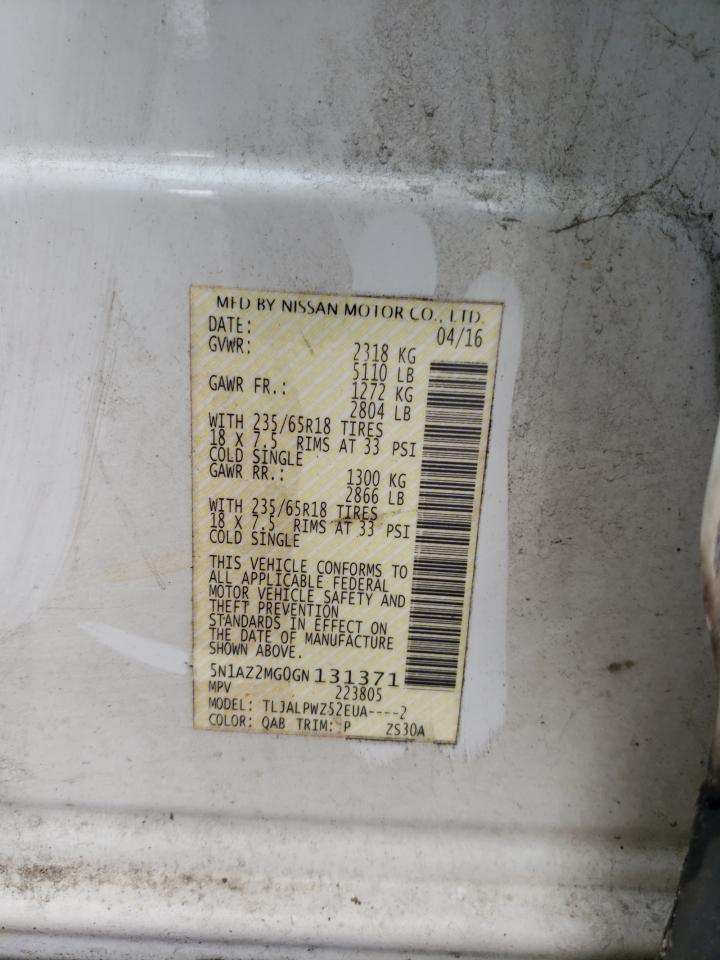 MFD BY NISSAN MOTOR CO., LTD.
DATE: 04/16
GVWR: 2318 KG
5110 LB
GAWR FR.: 1272 KG
2804 LB
WITH 235/65R18 TIRES
18 X 7.5 RIMS AT 33 PSI
COLD SINGLE
GAWR RR.: 1300 KG
2866 LB
WITH 235/65R18 TIRES
18 X 7.5 RIMS AT 33 PSI
COLD SINGLE
THIS VEHICLE CONFORMS TO
ALL APPLICABLE FEDERAL
MOTOR VEHICLE SAFETY AND
THEFT PREVENTION
STANDARDS IN EFFECT ON
THE DATE OF MANUFACTURE
SHOWN ABOVE.
5N1AZ2MG0GN131371
MPV 223805
MODEL: TLJALPWZ52EUA----2
COLOR: QAB TRIM: P ZS30A